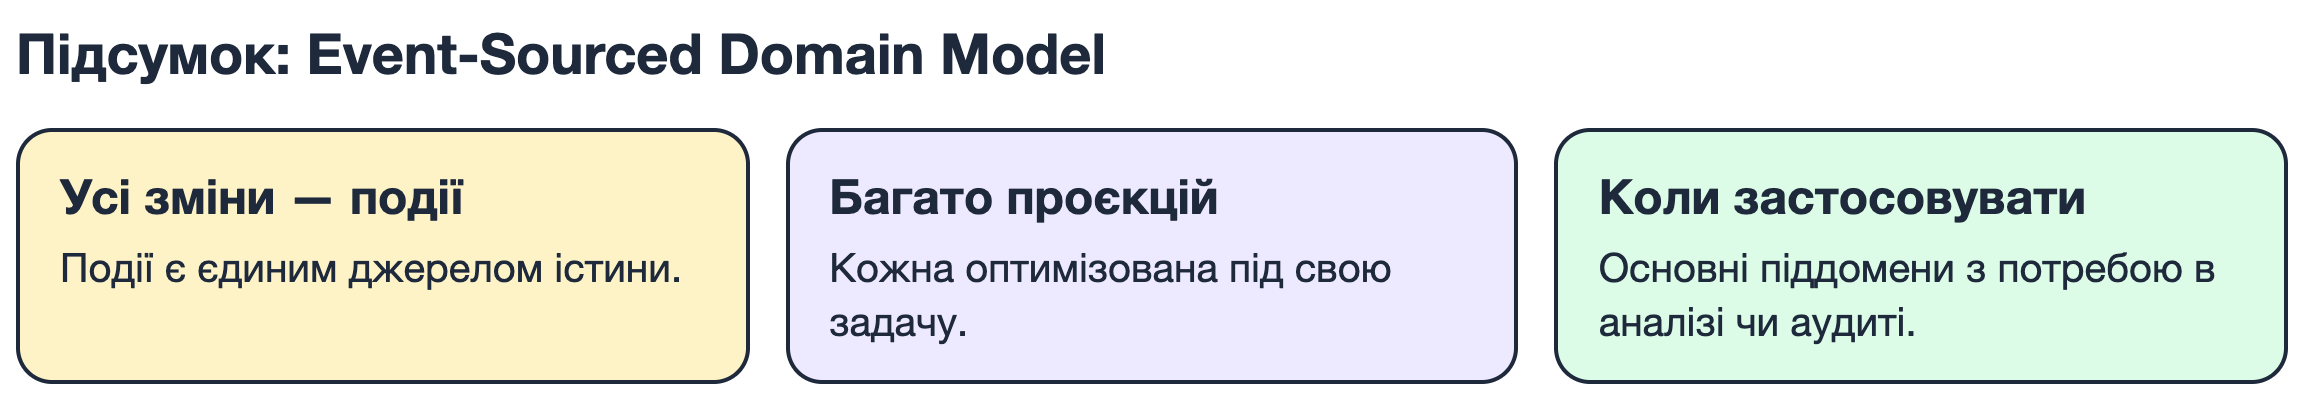 Підсумок: Event-Sourced Domain Model
Усі зміни — події
Події є єдиним джерелом істини.
Багато проєкцій
Кожна оптимізована під свою
задачу.
Коли застосовувати
Основні піддомени з потребою в
аналізі чи аудиті.